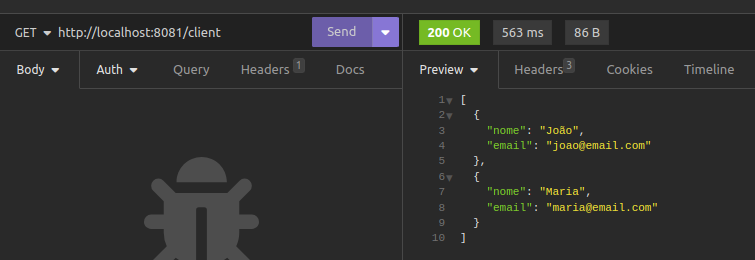 GET http://localhost:8081/client Send 200 OK 563 ms 86 B
Body Auth Query Headers 1 Docs Preview Headers 3 Cookies Timeline
1 [
2 {
3 "nome": "João",
4 "email": "joao@email.com"
5 },
6 {
7 "nome": "Maria",
8 "email": "maria@email.com"
9 }
10 ]